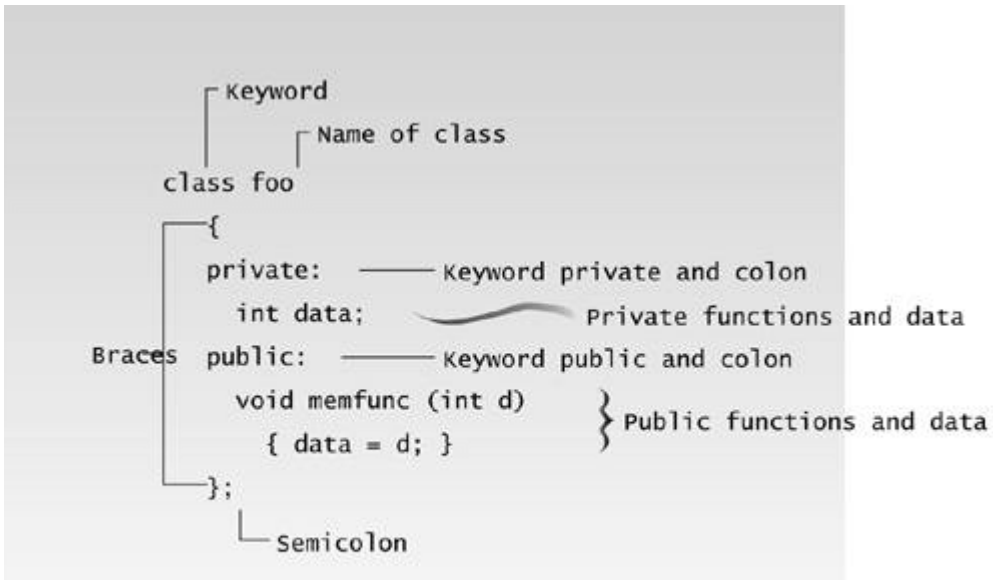 Keyword
Name of class
class foo
{
private: Keyword private and colon
int data; Private functions and data
Braces public: Keyword public and colon
void memfunc (int d)
{ data = d; } Public functions and data
};
Semicolon